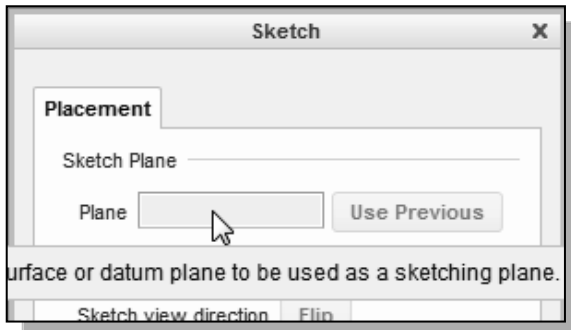 Sketch x
Placement
Sketch Plane
Plane Use Previous
urface or datum plane to be used as a sketching plane.
Sketch view direction Flip